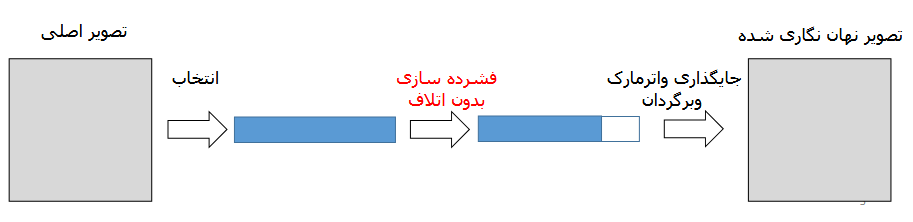 تصویر اصلی
انتخاب
فشرده سازی
بدون اتلاف
جایگذاری واترمارک
وبرگردان
تصویر نهان نگاری شده